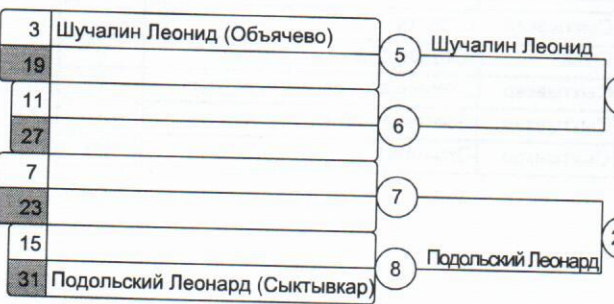 3 Шучалин Леонид (Объячево)
19
5 Шучалин Леонид
11
27
6
7
23
7
15
31 Подольский Леонард (Сыктывкар)
8 Подольский Леонард